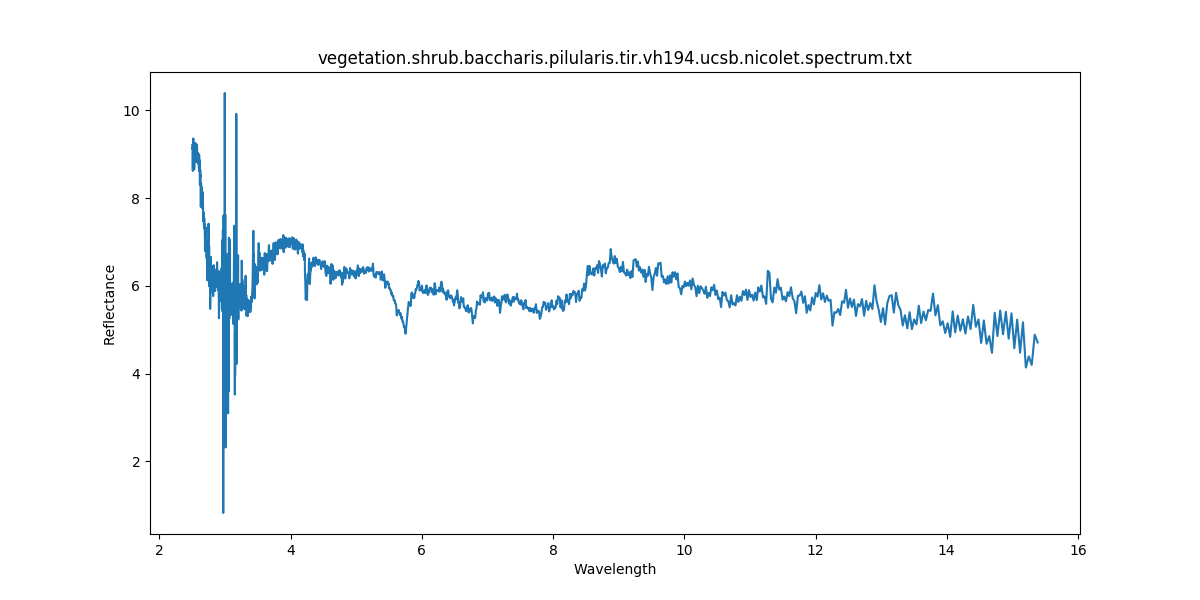 vegetation.shrub.baccharis.pilularis.tir.vh194.ucsb.nicolet.spectrum.txt
10
8
6
4
2
Reflectance
2 4 6 8 10 12 14 16
Wavelength